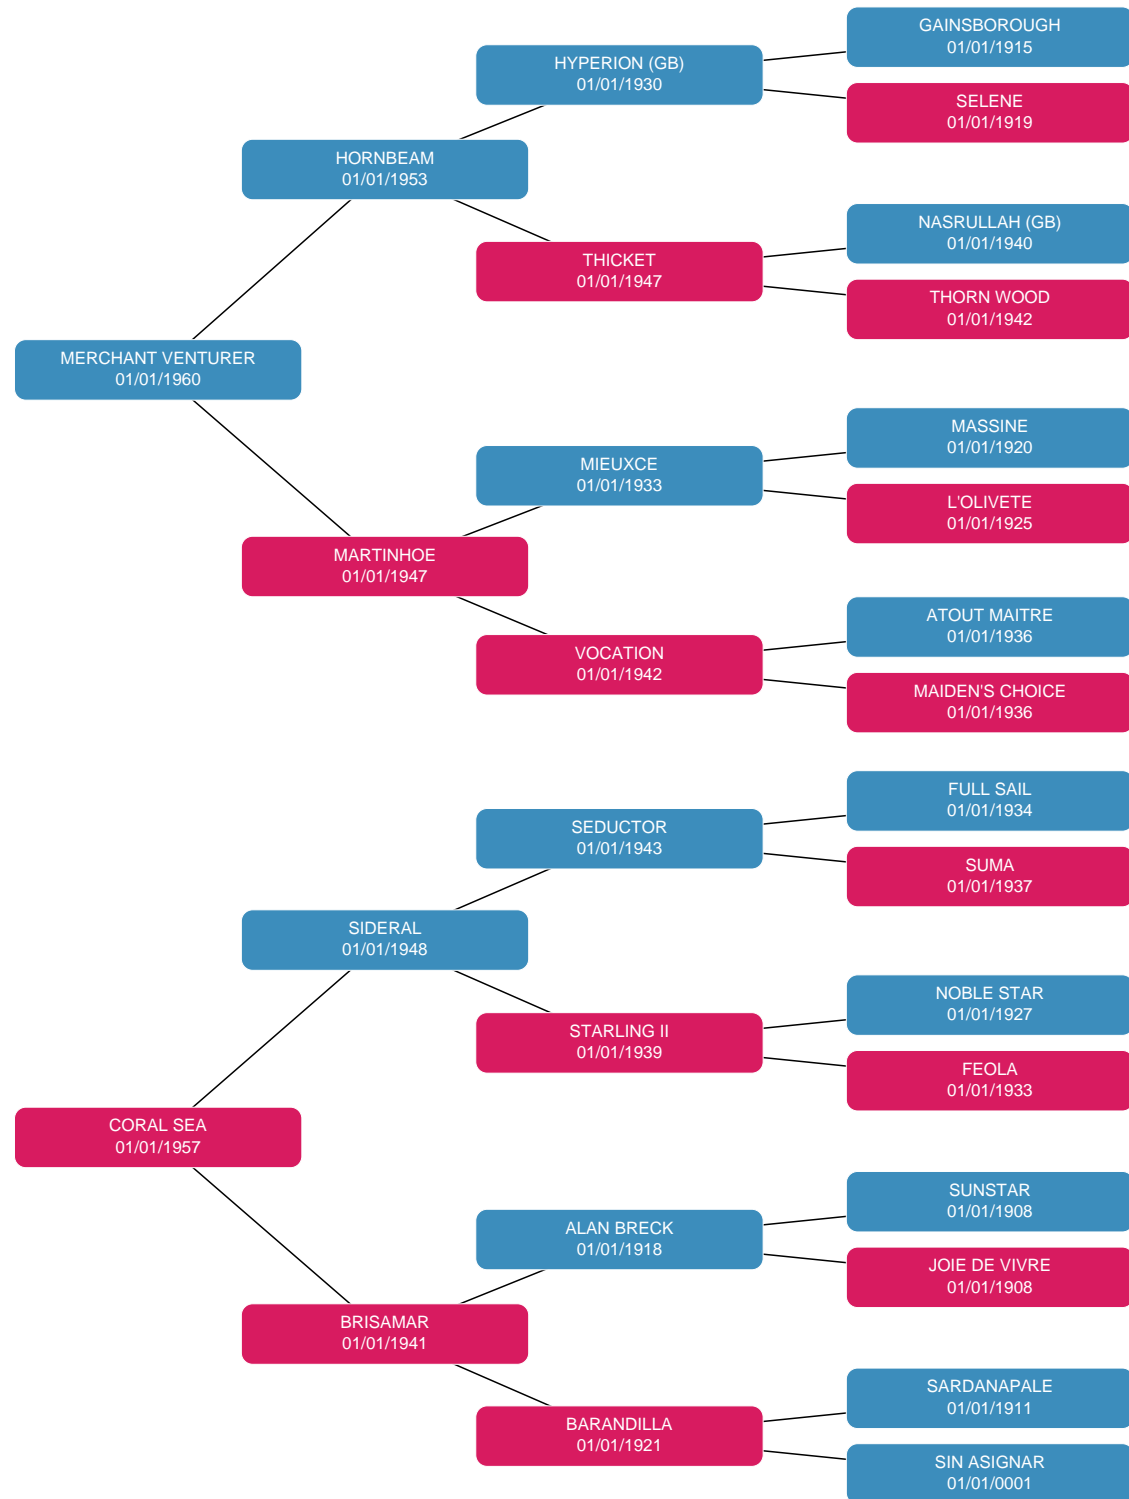 GAINSBOROUGH
01/01/1915
HYPERION (GB)
01/01/1930
SELENE
01/01/1919
HORNBEAM
01/01/1953
NASRULLAH (GB)
01/01/1940
THICKET
01/01/1947
THORN WOOD
01/01/1942
MERCHANT VENTURER
01/01/1960
MASSINE
01/01/1920
MIEUXCE
01/01/1933
L'OLIVETE
01/01/1925
MARTINHOE
01/01/1947
ATOUT MAITRE
01/01/1936
VOCATION
01/01/1942
MAIDEN'S CHOICE
01/01/1936
FULL SAIL
01/01/1934
SEDUCTOR
01/01/1943
SUMA
01/01/1937
SIDERAL
01/01/1948
NOBLE STAR
01/01/1927
STARLING II
01/01/1939
FEOLA
01/01/1933
CORAL SEA
01/01/1957
SUNSTAR
01/01/1908
ALAN BRECK
01/01/1918
JOIE DE VIVRE
01/01/1908
BRISAMAR
01/01/1941
SARDANAPALE
01/01/1911
BARANDILLA
01/01/1921
SIN ASIGNAR
01/01/0001